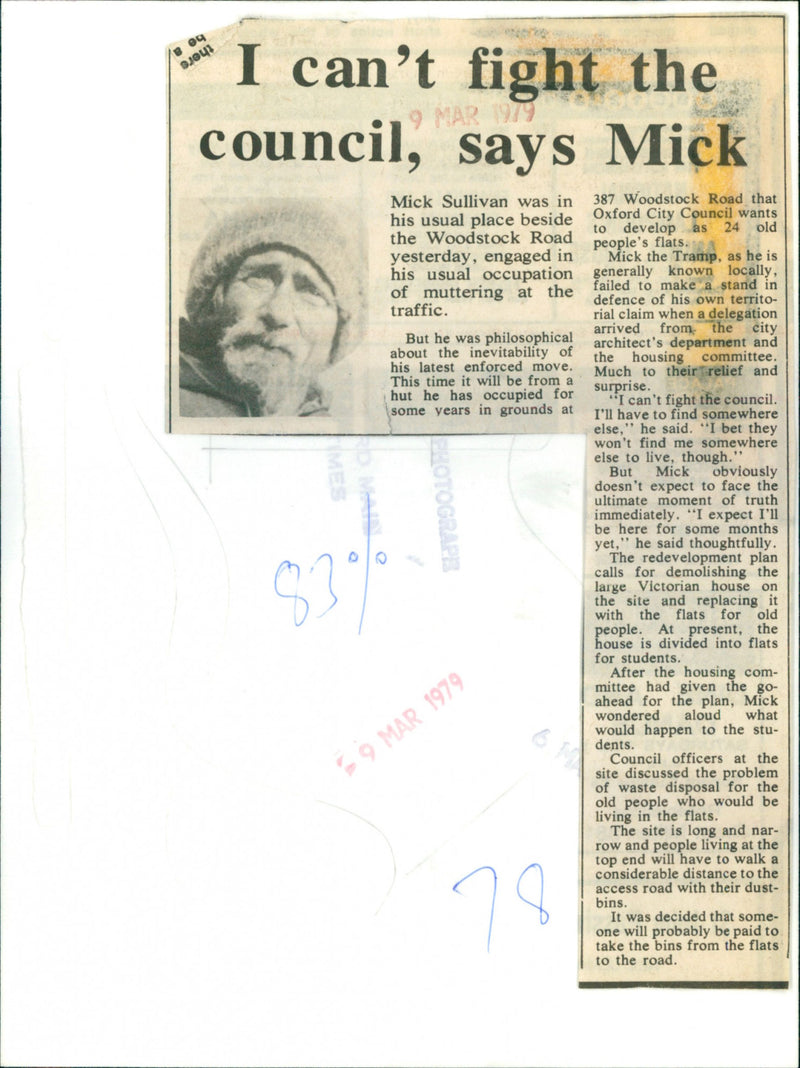 there
be a
I can't fight the
council, says Mick
9 MAR 1979
Mick Sullivan was in
his usual place beside
the Woodstock Road
yesterday, engaged in
his usual occupation
of muttering at the
traffic.
But he was philosophical
about the inevitability of
his latest enforced move.
This time it will be from a
hut he has occupied for
some years in grounds at
387 Woodstock Road that
Oxford City Council wants
to develop as 24 old
people's flats.
Mick the Tramp, as he is
generally known locally,
failed to make a stand in
defence of his own territo-
rial claim when a delegation
arrived from the city
architect's department and
the housing committee.
Much to their relief and
surprise.
"I can't fight the council.
I'll have to find somewhere
else," he said. "I bet they
won't find me somewhere
else to live, though."
But Mick obviously
doesn't expect to face the
ultimate moment of truth
immediately. "I expect I'll
be here for some months
yet," he said thoughtfully.
The redevelopment plan
calls for demolishing the
large Victorian house on
the site and replacing it
with the flats for old
people. At present, the
house is divided into flats
for students.
After the housing com-
mittee had given the go-
ahead for the plan, Mick
wondered aloud what
would happen to the stu-
dents.
Council officers at the
site discussed the problem
of waste disposal for the
old people who would be
living in the flats.
The site is long and nar-
row and people living at the
top end will have to walk a
considerable distance to the
access road with their dust-
bins.
It was decided that some-
one will probably be paid to
take the bins from the flats
to the road.
PHOTOGRAPH
MAIL
TIMES
83%
9 MAR 1979
78